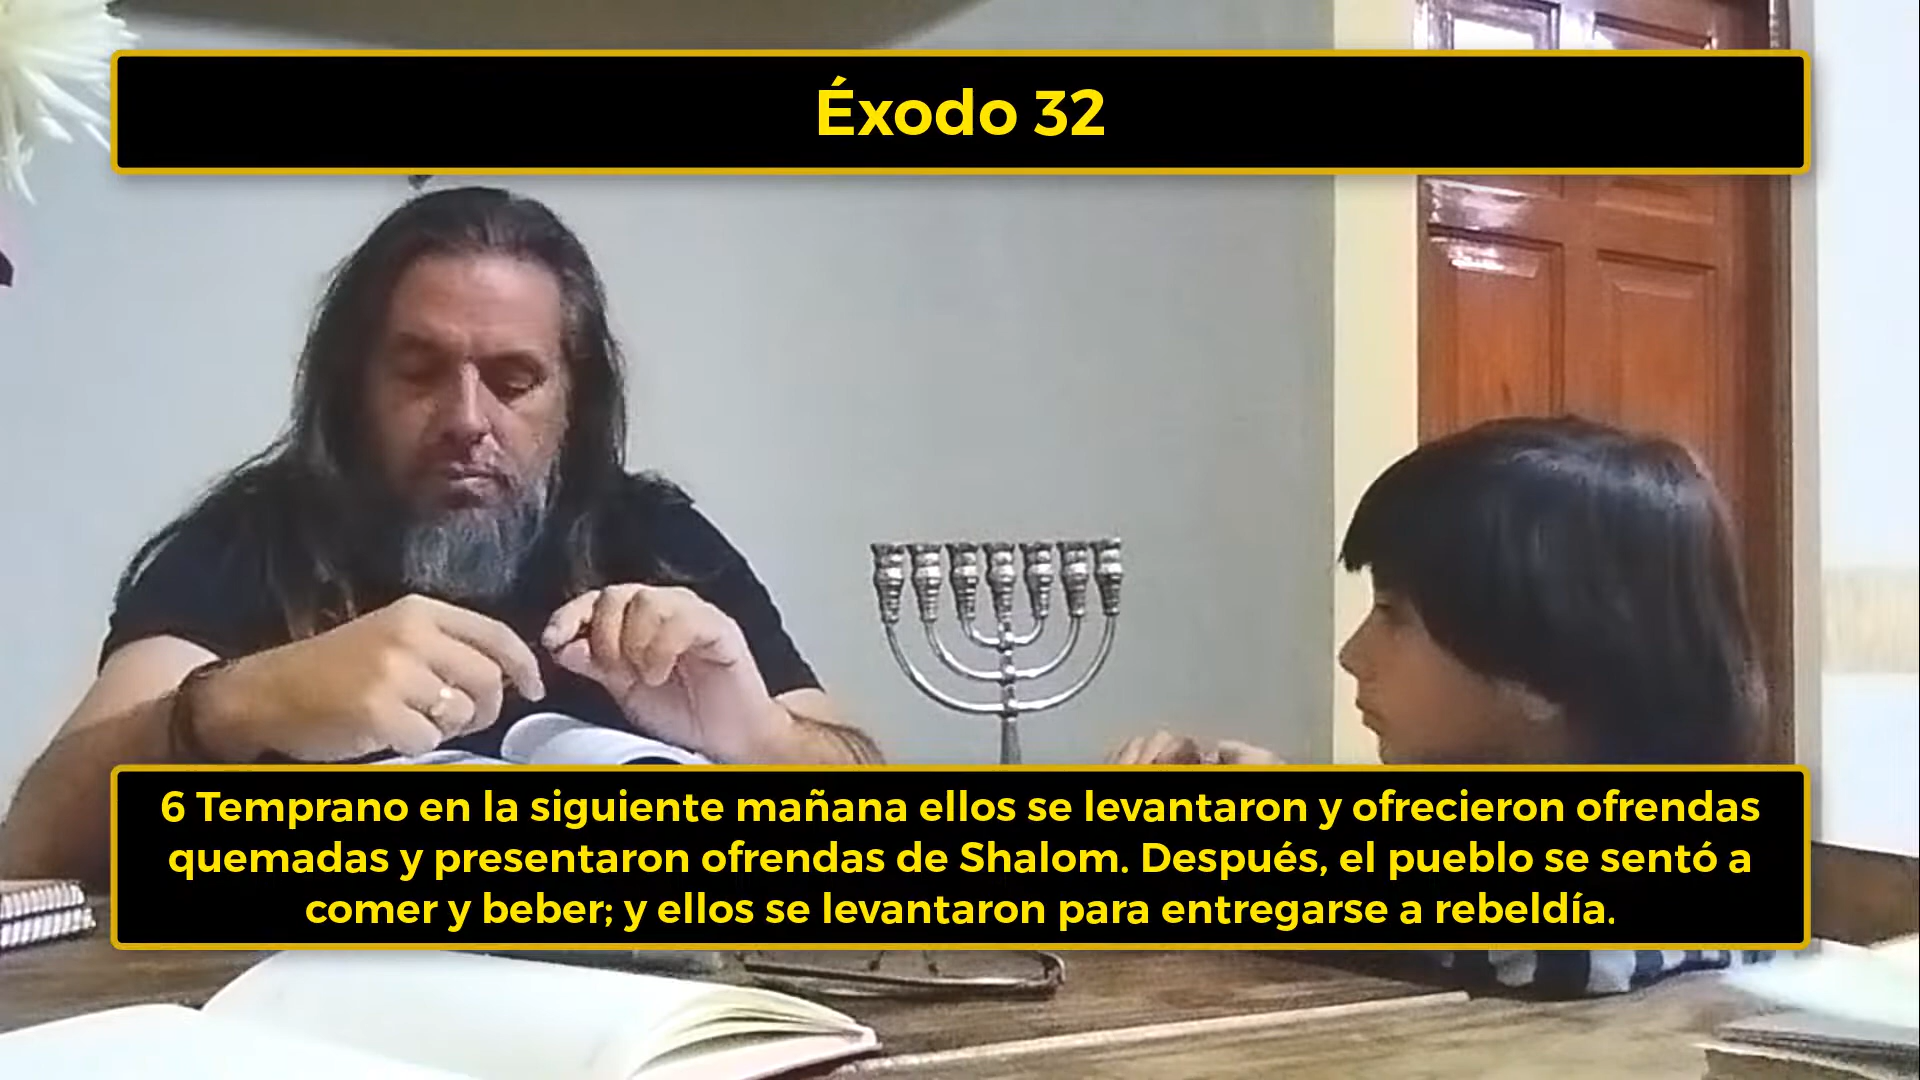 Éxodo 32
6 Temprano en la siguiente mañana ellos se levantaron y ofrecieron ofrendas
quemadas y presentaron ofrendas de Shalom. Después, el pueblo se sentó a
comer y beber; y ellos se levantaron para entregarse a rebeldía.